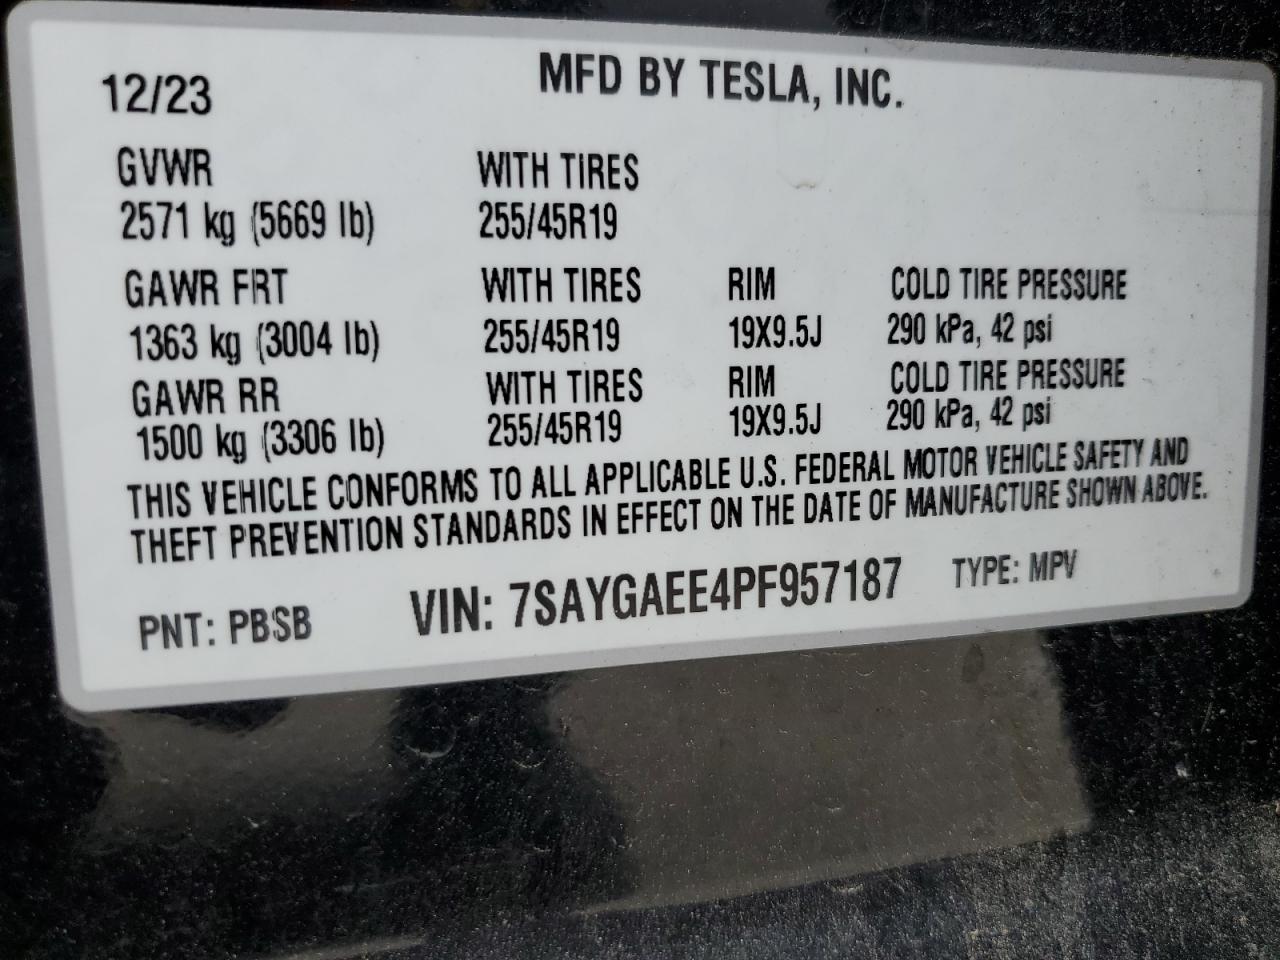 12/23 MFD BY TESLA, INC.
GVWR WITH TIRES
2571 kg (5669 lb) 255/45R19
GAWR FRT WITH TIRES RIM COLD TIRE PRESSURE
1363 kg (3004 lb) 255/45R19 19X9.5J 290 kPa, 42 psi
GAWR RR WITH TIRES RIM COLD TIRE PRESSURE
1500 kg (3306 lb) 255/45R19 19X9.5J 290 kPa, 42 psi
THIS VEHICLE CONFORMS TO ALL APPLICABLE U.S. FEDERAL MOTOR VEHICLE SAFETY AND
THEFT PREVENTION STANDARDS IN EFFECT ON THE DATE OF MANUFACTURE SHOWN ABOVE.
PNT: PBSB VIN: 7SAYGAEE4PF957187 TYPE: MPV